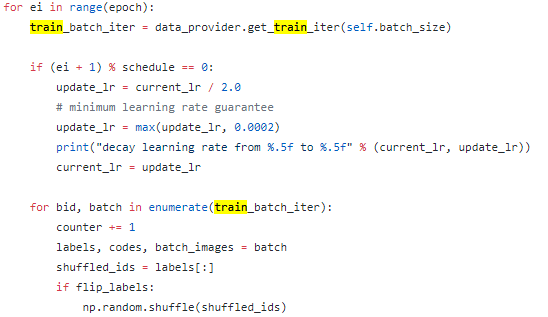 for ei in range(epoch):
    train_batch_iter = data_provider.get_train_iter(self.batch_size)

    if (ei + 1) % schedule == 0:
        update_lr = current_lr / 2.0
        # minimum learning rate guarantee
        update_lr = max(update_lr, 0.0002)
        print("decay learning rate from %.5f to %.5f" % (current_lr, update_lr))
        current_lr = update_lr

    for bid, batch in enumerate(train_batch_iter):
        counter += 1
        labels, codes, batch_images = batch
        shuffled_ids = labels[:]
        if flip_labels:
            np.random.shuffle(shuffled_ids)